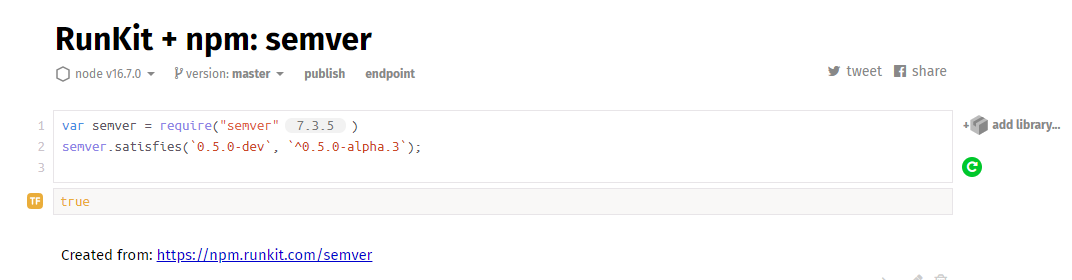 RunKit + npm: semver
node v16.7.0 version: master publish endpoint tweet share
1 var semver = require("semver" 7.3.5 ) add library...
2 semver.satisfies(`0.5.0-dev`, `^0.5.0-alpha.3`);
3
TF true
Created from: https://npm.runkit.com/semver